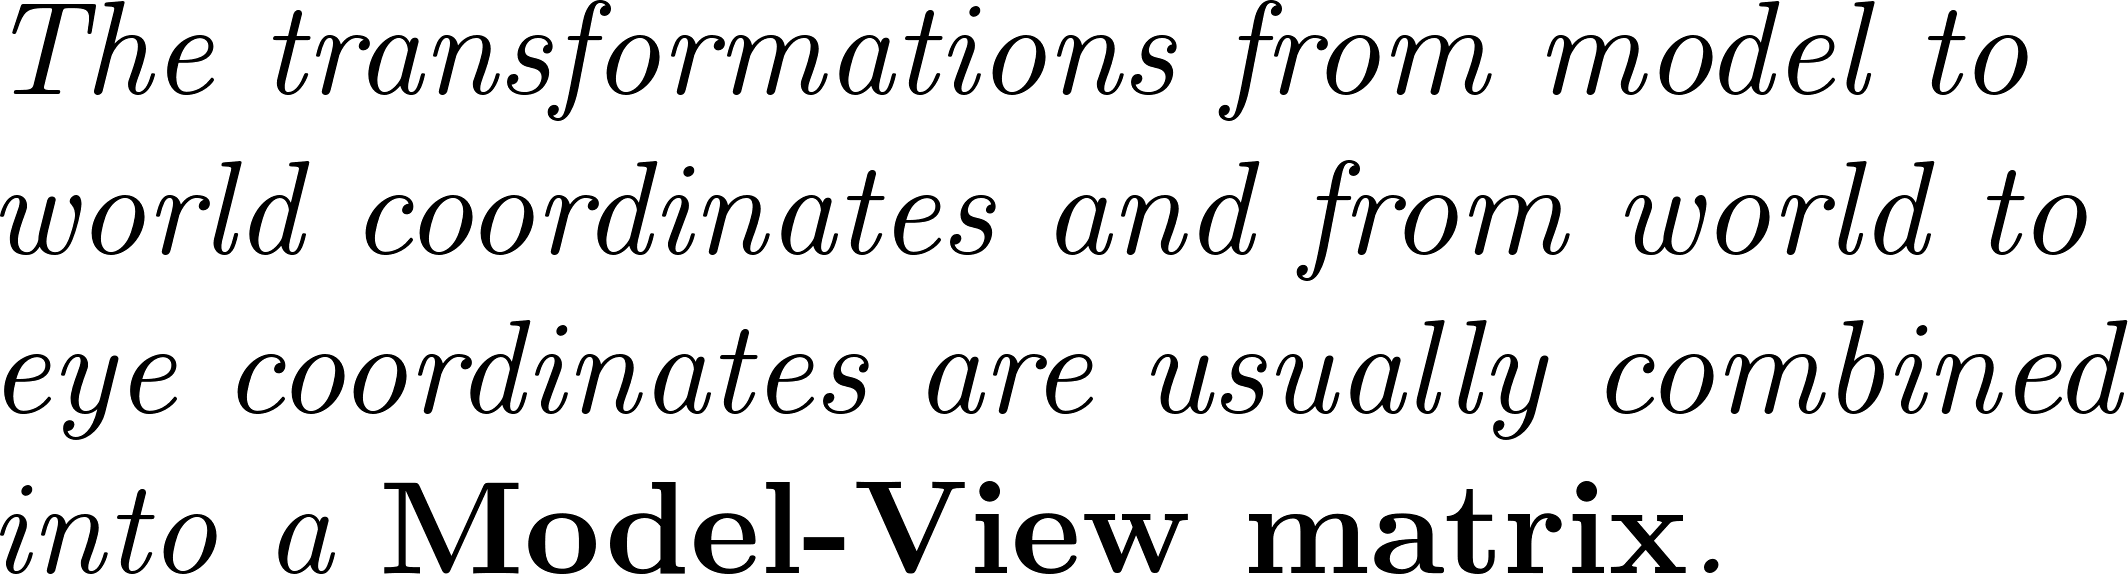 The transformations from model to
world coordinates and from world to
eye coordinates are usually combined
into a Model-View matrix.